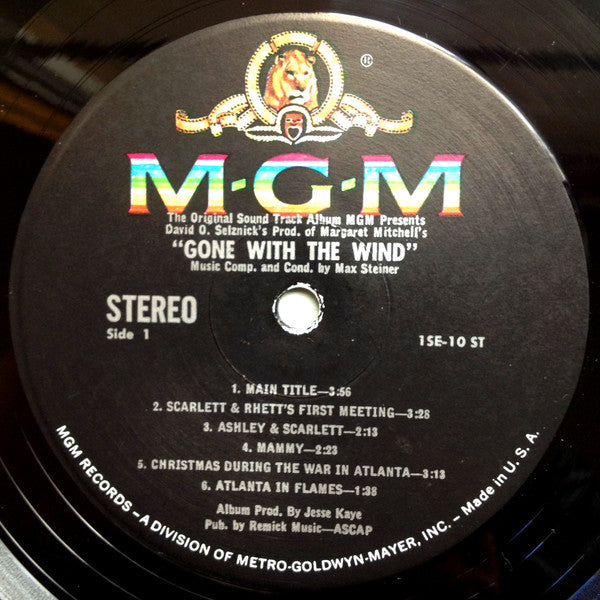 ®
M-G-M
The Original Sound Track Album MGM Presents
David O. Selznick's Prod. of Margaret Mitchell's
"GONE WITH THE WIND"
Music Comp. and Cond. by Max Steiner
STEREO
Side 1
1SE-10 ST
1. MAIN TITLE—3:56
2. SCARLETT & RHETT'S FIRST MEETING—3:28
3. ASHLEY & SCARLETT—2:13
4. MAMMY—2:23
5. CHRISTMAS DURING THE WAR IN ATLANTA—3:13
6. ATLANTA IN FLAMES—1:38
Album Prod. By Jesse Kaye
Pub. by Remick Music—ASCAP
MGM RECORDS – A DIVISION OF METRO-GOLDWYN-MAYER, INC. – Made in U.S.A.